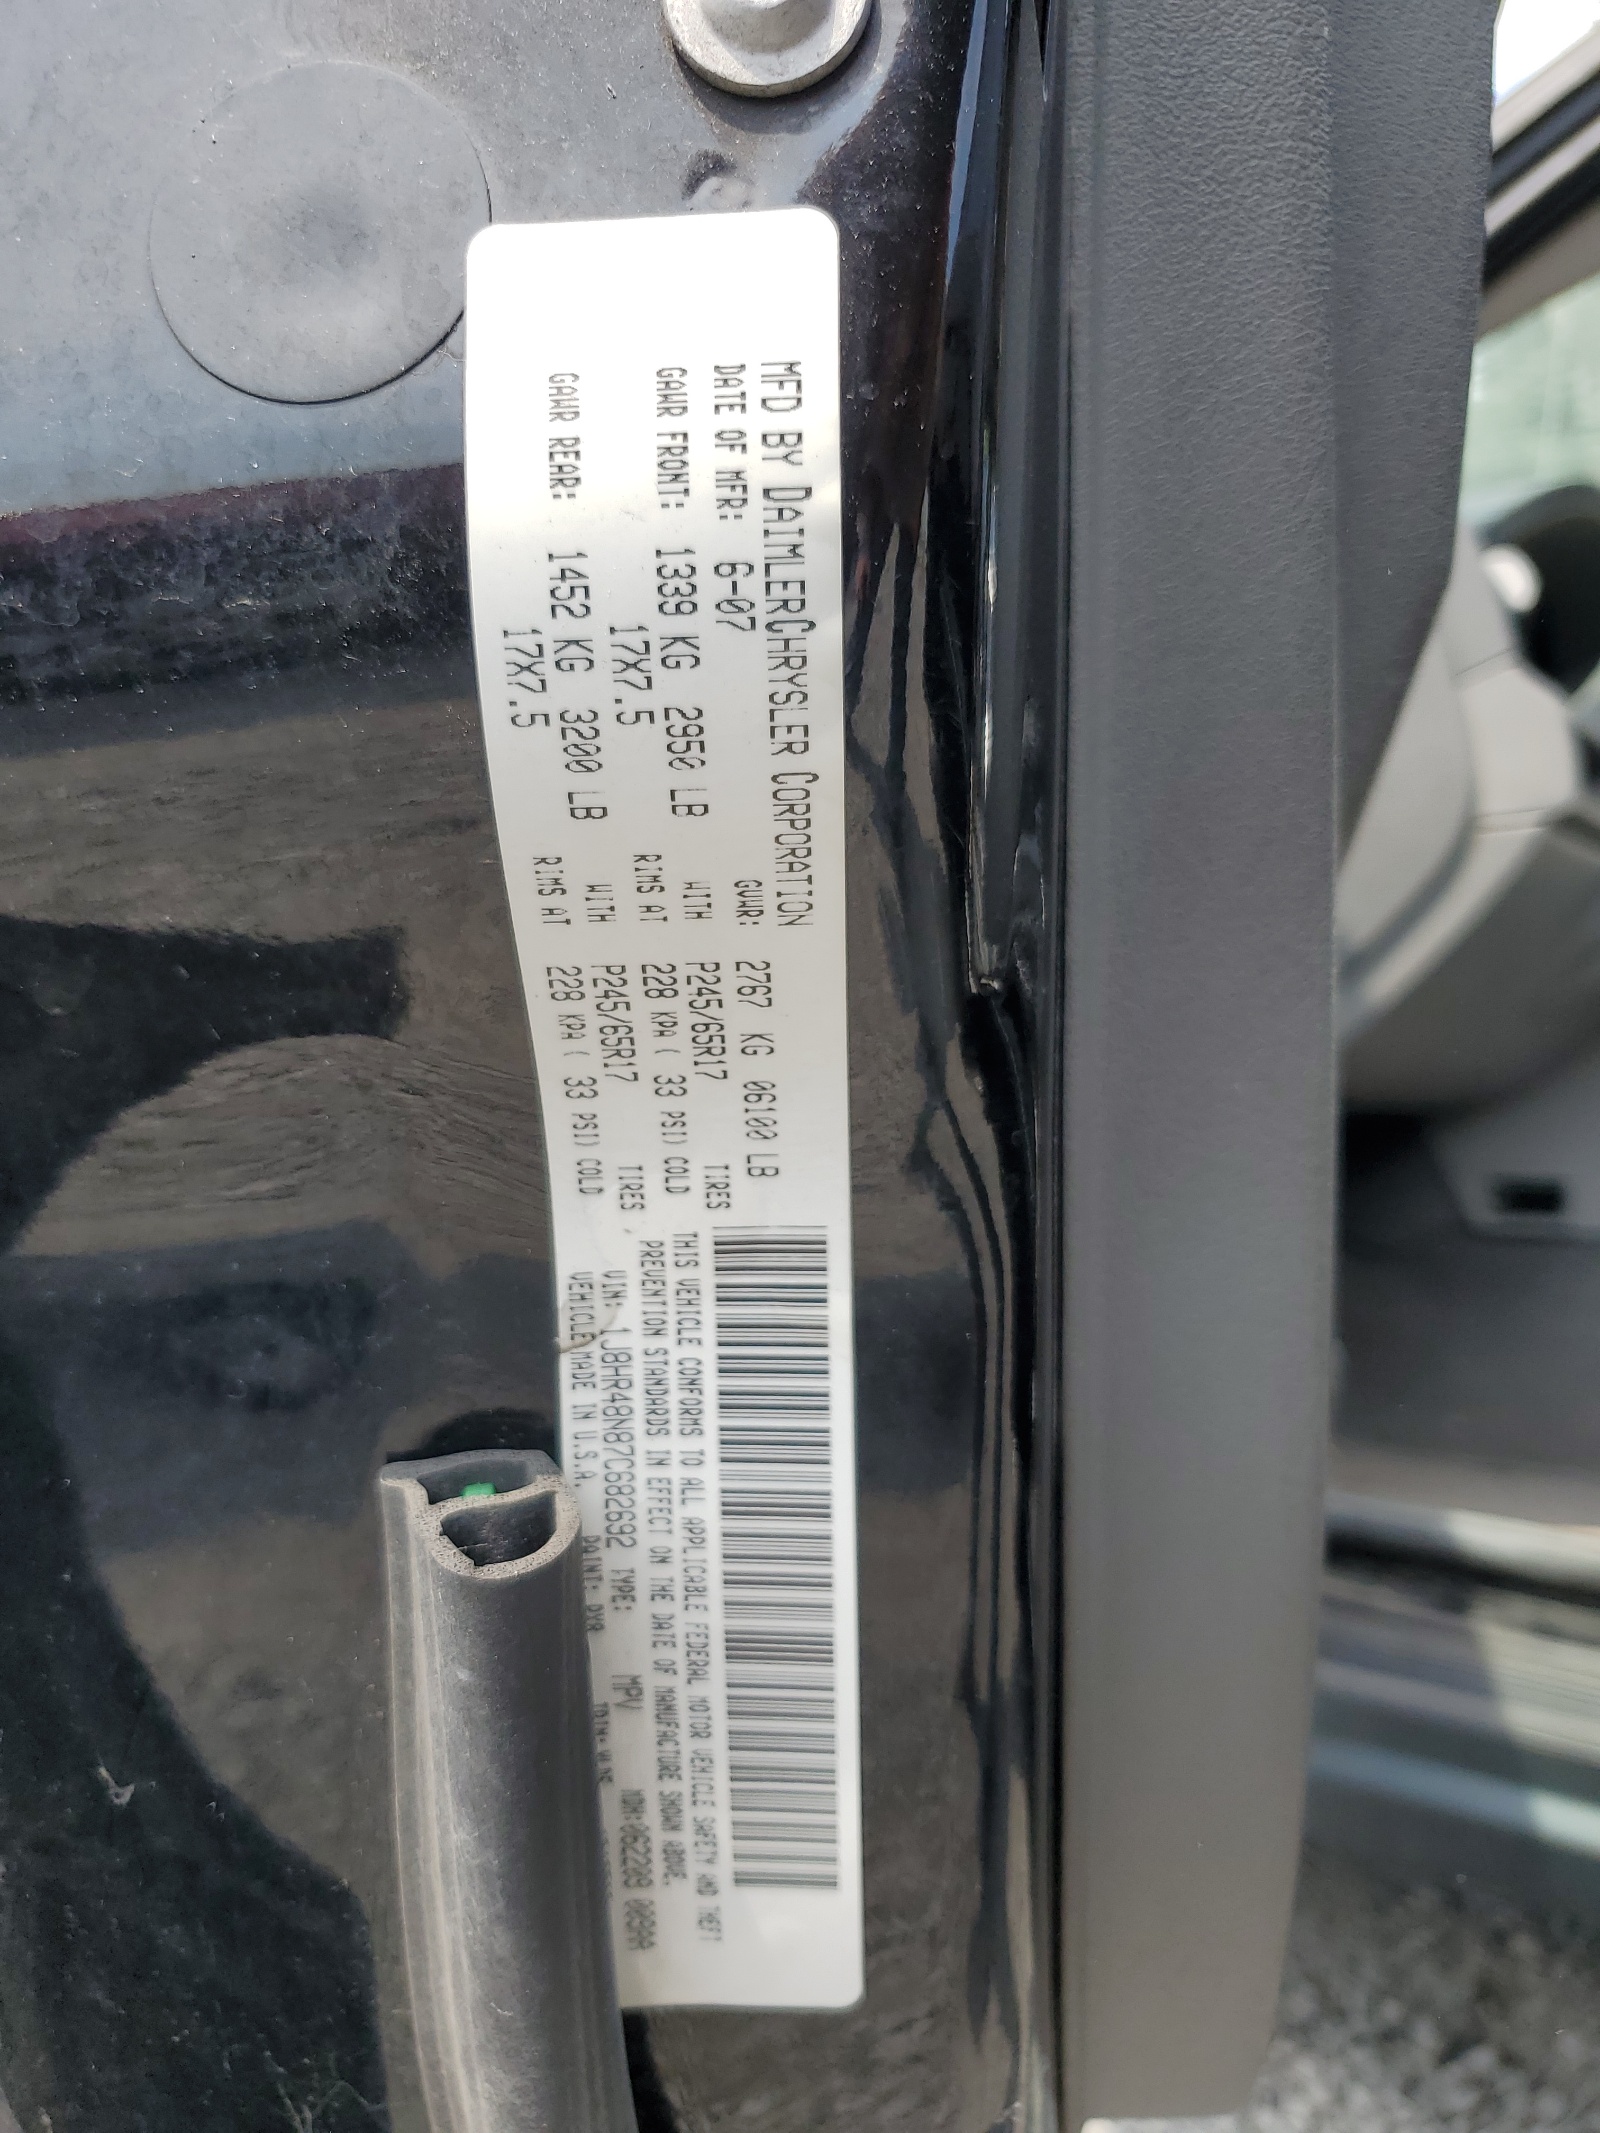 MFD BY DAIMLERCHRYSLER CORPORATION
DATE OF MFR: 6-07 GVWR: 2767 KG 06100 LB
GAWR FRONT: 1339 KG 2950 LB WITH P245/65R17 TIRES
17X7.5 RIMS AT 228 KPA( 33 PSI) COLD
GAWR REAR: 1452 KG 3200 LB WITH P245/65R17 TIRES
17X7.5 RIMS AT 228 KPA( 33 PSI) COLD
THIS VEHICLE CONFORMS TO ALL APPLICABLE FEDERAL MOTOR VEHICLE SAFETY AND THEFT
PREVENTION STANDARDS IN EFFECT ON THE DATE OF MANUFACTURE SHOWN ABOVE.
VIN: 1J8HR48N87C682692 TYPE: MPV MDH:062209 009AA
VEHICLE MADE IN U.S.A. PAINT: PXR